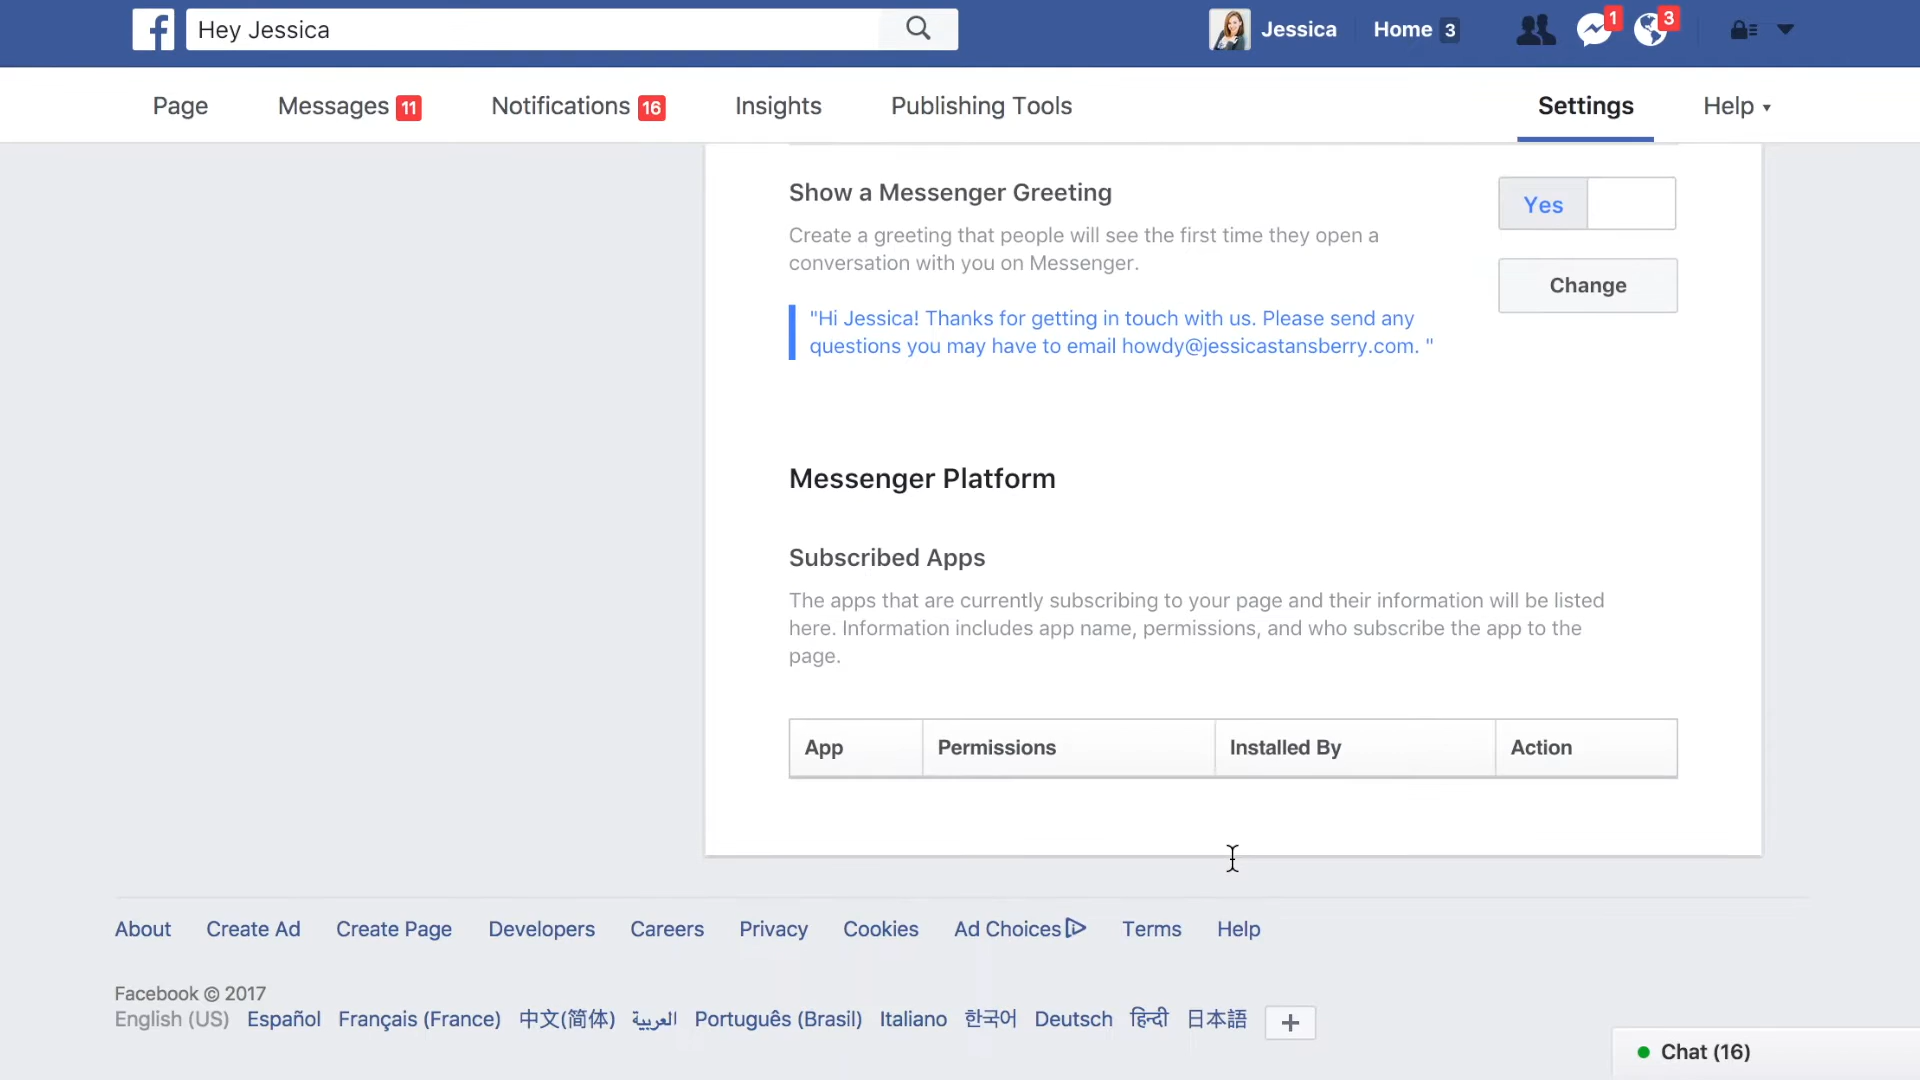 Hey Jessica
Jessica
Home 3
1
3
Page
Messages 11
Notifications 16
Insights
Publishing Tools
Settings
Help
Show a Messenger Greeting
Yes
Create a greeting that people will see the first time they open a
conversation with you on Messenger.
Change
"Hi Jessica! Thanks for getting in touch with us. Please send any
questions you may have to email howdy@jessicastansberry.com. "
Messenger Platform
Subscribed Apps
The apps that are currently subscribing to your page and their information will be listed
here. Information includes app name, permissions, and who subscribe the app to the
page.
App Permissions Installed By Action
About Create Ad Create Page Developers Careers Privacy Cookies Ad Choices Terms Help
Facebook © 2017
English (US) Español Français (France) 中文(简体) العربية Português (Brasil) Italiano 한국어 Deutsch हिन्दी 日本語
Chat (16)